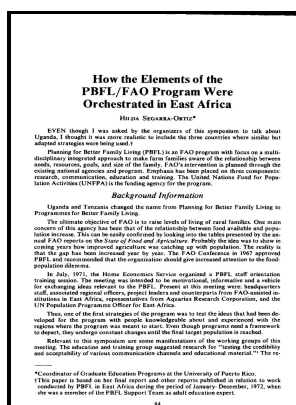 How the Elements of the
PBFL/FAO Program Were
Orchestrated in East Africa
HILDA SEGARRA-ORTIZ*
EVEN though I was asked by the organizers of this symposium to talk about
Uganda, I thought it was more realistic to include the three countries where similar but
adapted strategies were being used.†
Planning for Better Family Living (PBFL) is an FAO program with focus on a multi-
disciplinary integrated approach to make farm families aware of the relationship between
needs, resources, goals, and size of the family. FAO's intervention is planned through the
existing national agencies and program. Emphasis has been placed on three components:
research, communication, education and training. The United Nations Fund for Pop-
ulation Activities (UNFPA) is the funding agency for the program.
Background Information
Uganda and Tanzania changed the name from Planning for Better Family Living to
Programmes for Better Family Living.
The ultimate objective of FAO is to raise levels of living of rural families. One main
concern of this agency has been that of the relationship between food available and popu-
lation increase. This can be easily confirmed by looking into the tables presented by the an-
nual FAO reports on the State of Food and Agriculture. Probably the idea was to show in
coming years how improved agriculture was catching up with population. The reality is
that the gap has increased year by year. The FAO Conference in 1967 approved
PBFL and recommended that the organization should give increased attention to the food-
population dilemma.
In July, 1971, the Home Economics Service organized a PBFL staff orientation
training session. The meeting was intended to be motivational, informative and a vehicle
for exchanging ideas relevant to the PBFL. Present at this meeting were: headquarters
staff, associated regional officers, project leaders and counterparts from FAO-assisted in-
stitutions in East Africa, representatives from Aquarius Research Corporation, and the
UN Population Programme Officer for East Africa.
Thus, one of the first strategies of the program was to test the ideas that had been de-
veloped for the program with people knowledgeable about and experienced with the
regions where the program was meant to start. Even though programs need a framework
to depart, they undergo constant changes until the final target population is reached.
Relevant to this symposium are some manifestations of the working groups of this
meeting. The education and training group suggested research for "testing the credibility
and acceptability of various communication channels and educational material." The re-
*Coordinator of Graduate Education Programs at the University of Puerto Rico.
†This paper is based on her final report and other reports published in relation to work
conducted by PBFL in East Africa during the period of January-December, 1972, when
she was a member of the PBFL Support Team as adult education expert.
84